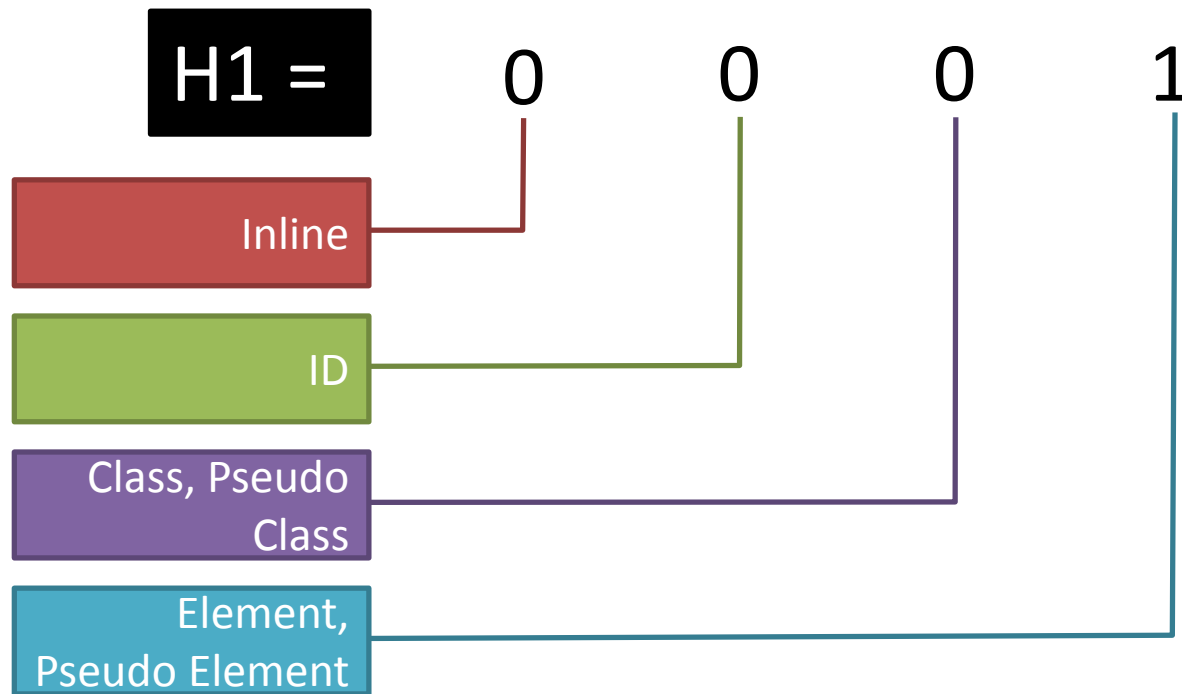 H1 = 0 0 0 1
Inline
ID
Class, Pseudo
Class
Element,
Pseudo Element